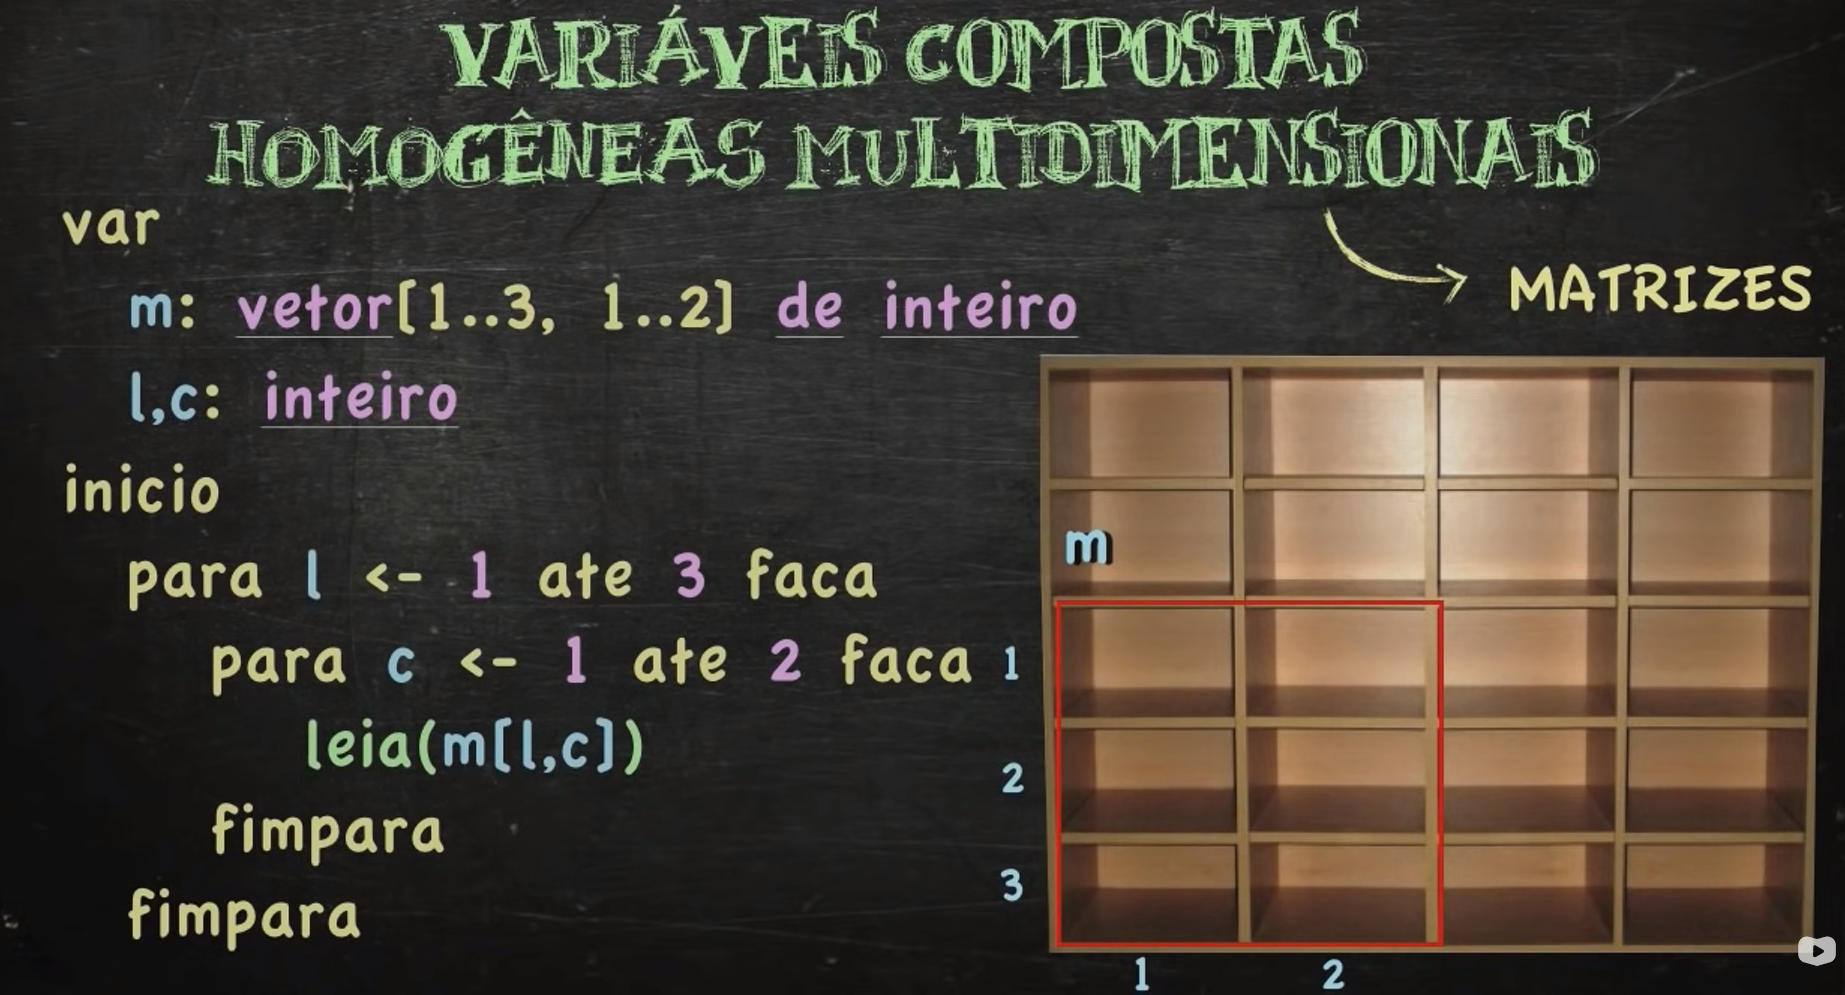 VARIÁVEIS COMPOSTAS
HOMOGÊNEAS MULTIDIMENSIONAIS
MATRIZES
var
m: vetor[1..3, 1..2] de inteiro
l,c: inteiro
inicio
para l <- 1 ate 3 faca
para c <- 1 ate 2 faca
leia(m[l,c])
fimpara
fimpara
m
1
2
3
1 2